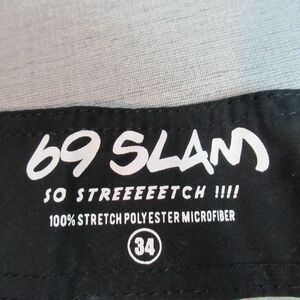 69 SLAM
SO STREEEEETCH !!!!
100% STRETCH POLYESTER MICROFIBER
34